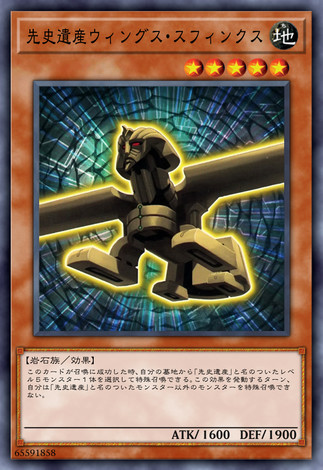 先史遺産ウィングス・スフィンクス
地
【岩石族／効果】
このカードが召喚に成功した時、自分の墓地から「先史遺産」と名のついたレベ
ル５モンスター１体を選択して特殊召喚できる。この効果を発動するターン、
自分は「先史遺産」と名のついたモンスター以外のモンスターを特殊召喚でき
ない。
ATK/ 1600 DEF/1900
65591858